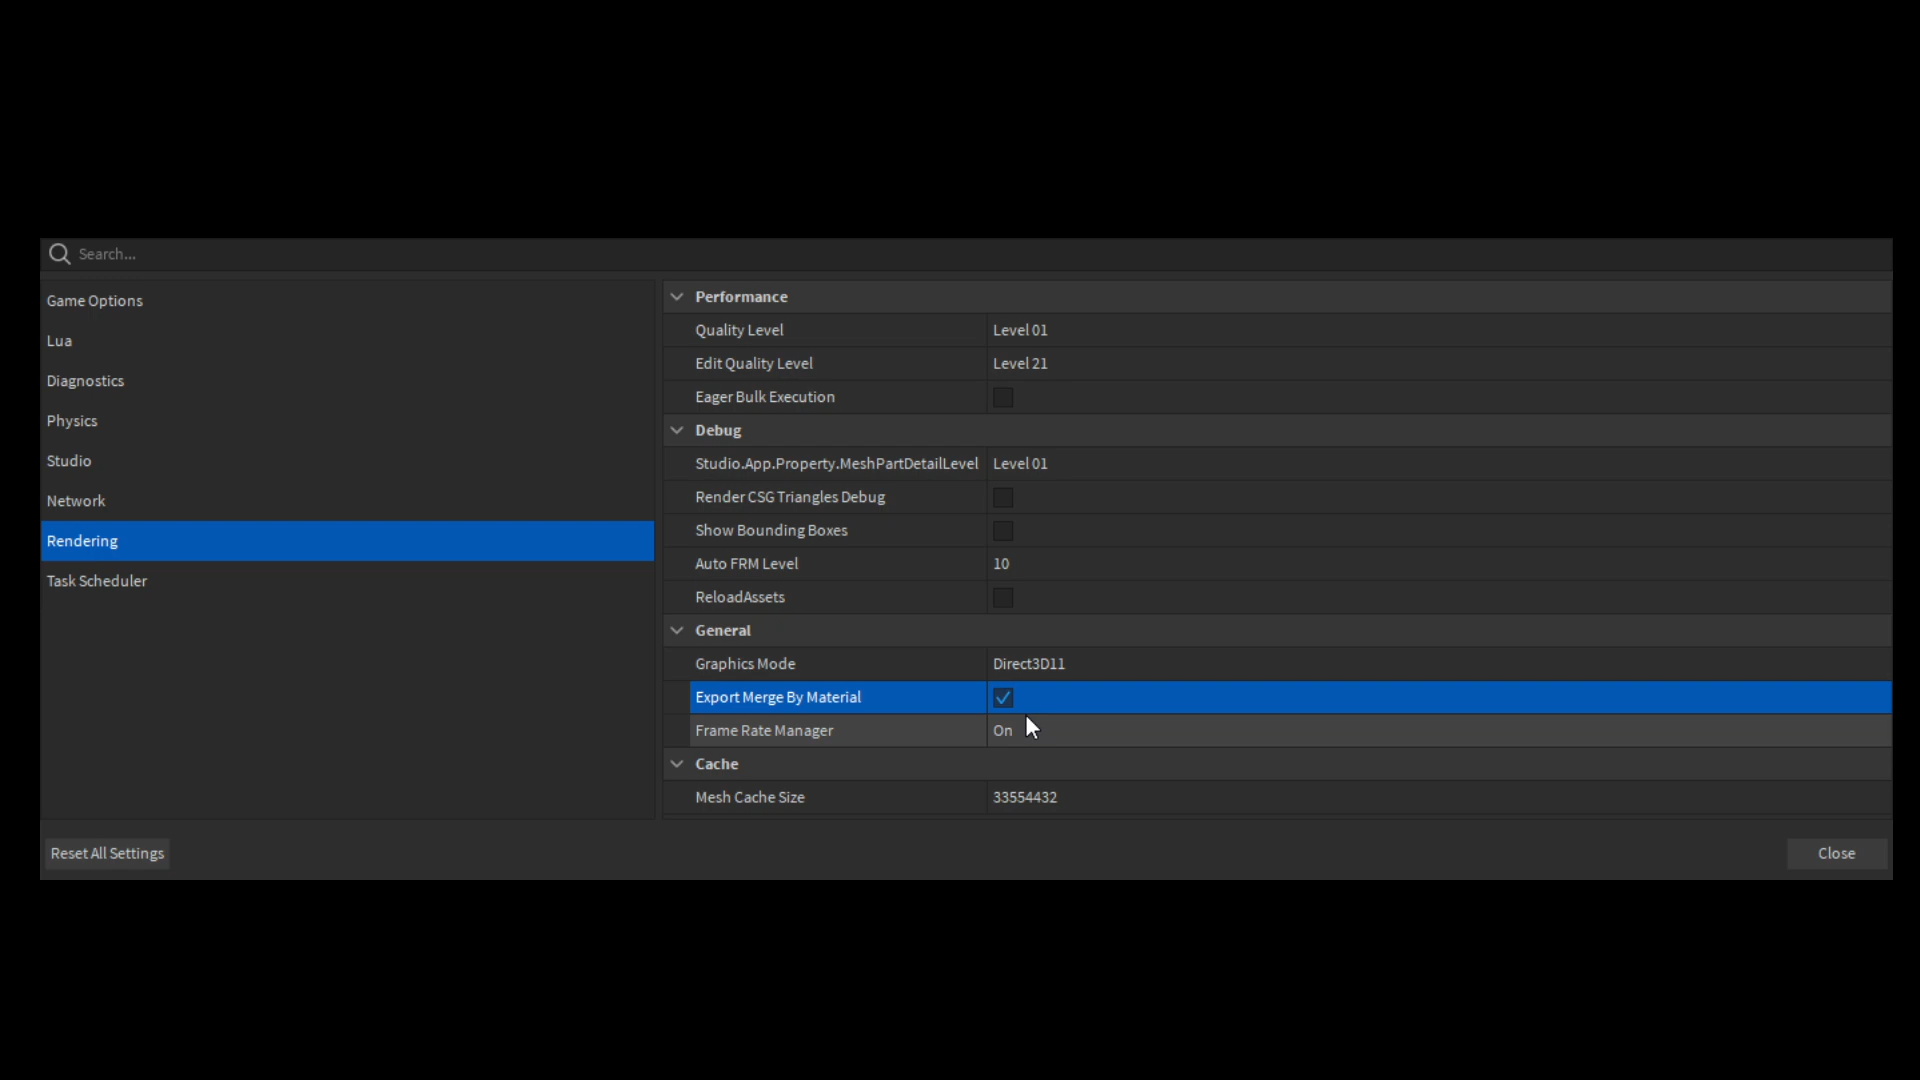 Search...
Game Options
Lua
Diagnostics
Physics
Studio
Network
Rendering
Task Scheduler
Performance
Quality Level Level 01
Edit Quality Level Level 21
Eager Bulk Execution
Debug
Studio.App.Property.MeshPartDetailLevel Level 01
Render CSG Triangles Debug
Show Bounding Boxes
Auto FRM Level 10
ReloadAssets
General
Graphics Mode Direct3D11
Export Merge By Material
Frame Rate Manager On
Cache
Mesh Cache Size 33554432
Reset All Settings
Close